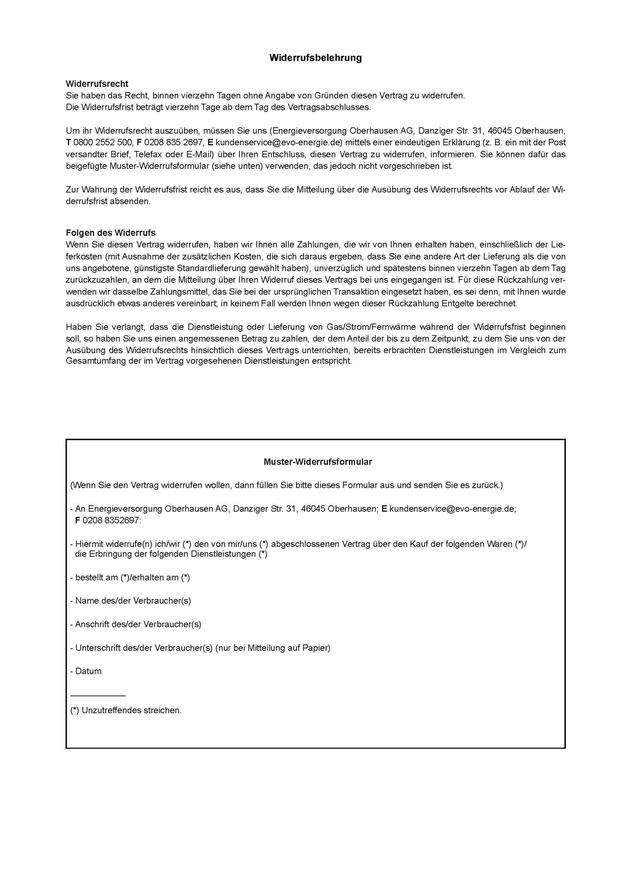 Widerrufsbelehrung
Widerrufsrecht
Sie haben das Recht, binnen vierzehn Tagen ohne Angabe von Gründen diesen Vertrag zu widerrufen.
Die Widerrufsfrist beträgt vierzehn Tage ab dem Tag des Vertragsabschlusses.
Um ihr Widerrufsrecht auszuüben, müssen Sie uns (Energieversorgung Oberhausen AG, Danziger Str. 31, 46045 Oberhausen,
T 0800 2552 500, F 0208 835 2697, E kundenservice@evo-energie.de) mittels einer eindeutigen Erklärung (z. B. ein mit der Post
versandter Brief, Telefax oder E-Mail) über Ihren Entschluss, diesen Vertrag zu widerrufen, informieren. Sie können dafür das
beigefügte Muster-Widerrufsformular (siehe unten) verwenden, das jedoch nicht vorgeschrieben ist.
Zur Wahrung der Widerrufsfrist reicht es aus, dass Sie die Mitteilung über die Ausübung des Widerrufsrechts vor Ablauf der Wi-
derrufsfrist absenden.
Folgen des Widerrufs
Wenn Sie diesen Vertrag widerrufen, haben wir Ihnen alle Zahlungen, die wir von Ihnen erhalten haben, einschließlich der Lie-
ferkosten (mit Ausnahme der zusätzlichen Kosten, die sich daraus ergeben, dass Sie eine andere Art der Lieferung als die von
uns angebotene, günstigste Standardlieferung gewählt haben), unverzüglich und spätestens binnen vierzehn Tagen ab dem Tag
zurückzuzahlen, an dem die Mitteilung über Ihren Widerruf dieses Vertrags bei uns eingegangen ist. Für diese Rückzahlung ver-
wenden wir dasselbe Zahlungsmittel, das Sie bei der ursprünglichen Transaktion eingesetzt haben, es sei denn, mit Ihnen wurde
ausdrücklich etwas anderes vereinbart; in keinem Fall werden Ihnen wegen dieser Rückzahlung Entgelte berechnet.
Haben Sie verlangt, dass die Dienstleistung oder Lieferung von Gas/Strom/Fernwärme während der Widerrufsfrist beginnen
soll, so haben Sie uns einen angemessenen Betrag zu zahlen, der dem Anteil der bis zu dem Zeitpunkt, zu dem Sie uns von der
Ausübung des Widerrufsrechts hinsichtlich dieses Vertrags unterrichten, bereits erbrachten Dienstleistungen im Vergleich zum
Gesamtumfang der im Vertrag vorgesehenen Dienstleistungen entspricht.
Muster-Widerrufsformular
(Wenn Sie den Vertrag widerrufen wollen, dann füllen Sie bitte dieses Formular aus und senden Sie es zurück.)
- An Energieversorgung Oberhausen AG, Danziger Str. 31, 46045 Oberhausen; E kundenservice@evo-energie.de;
F 0208 8352697:
- Hiermit widerrufe(n) ich/wir (*) den von mir/uns (*) abgeschlossenen Vertrag über den Kauf der folgenden Waren (*)/
die Erbringung der folgenden Dienstleistungen (*)
- bestellt am (*)/erhalten am (*)
- Name des/der Verbraucher(s)
- Anschrift des/der Verbraucher(s)
- Unterschrift des/der Verbraucher(s) (nur bei Mitteilung auf Papier)
- Datum
(*) Unzutreffendes streichen.